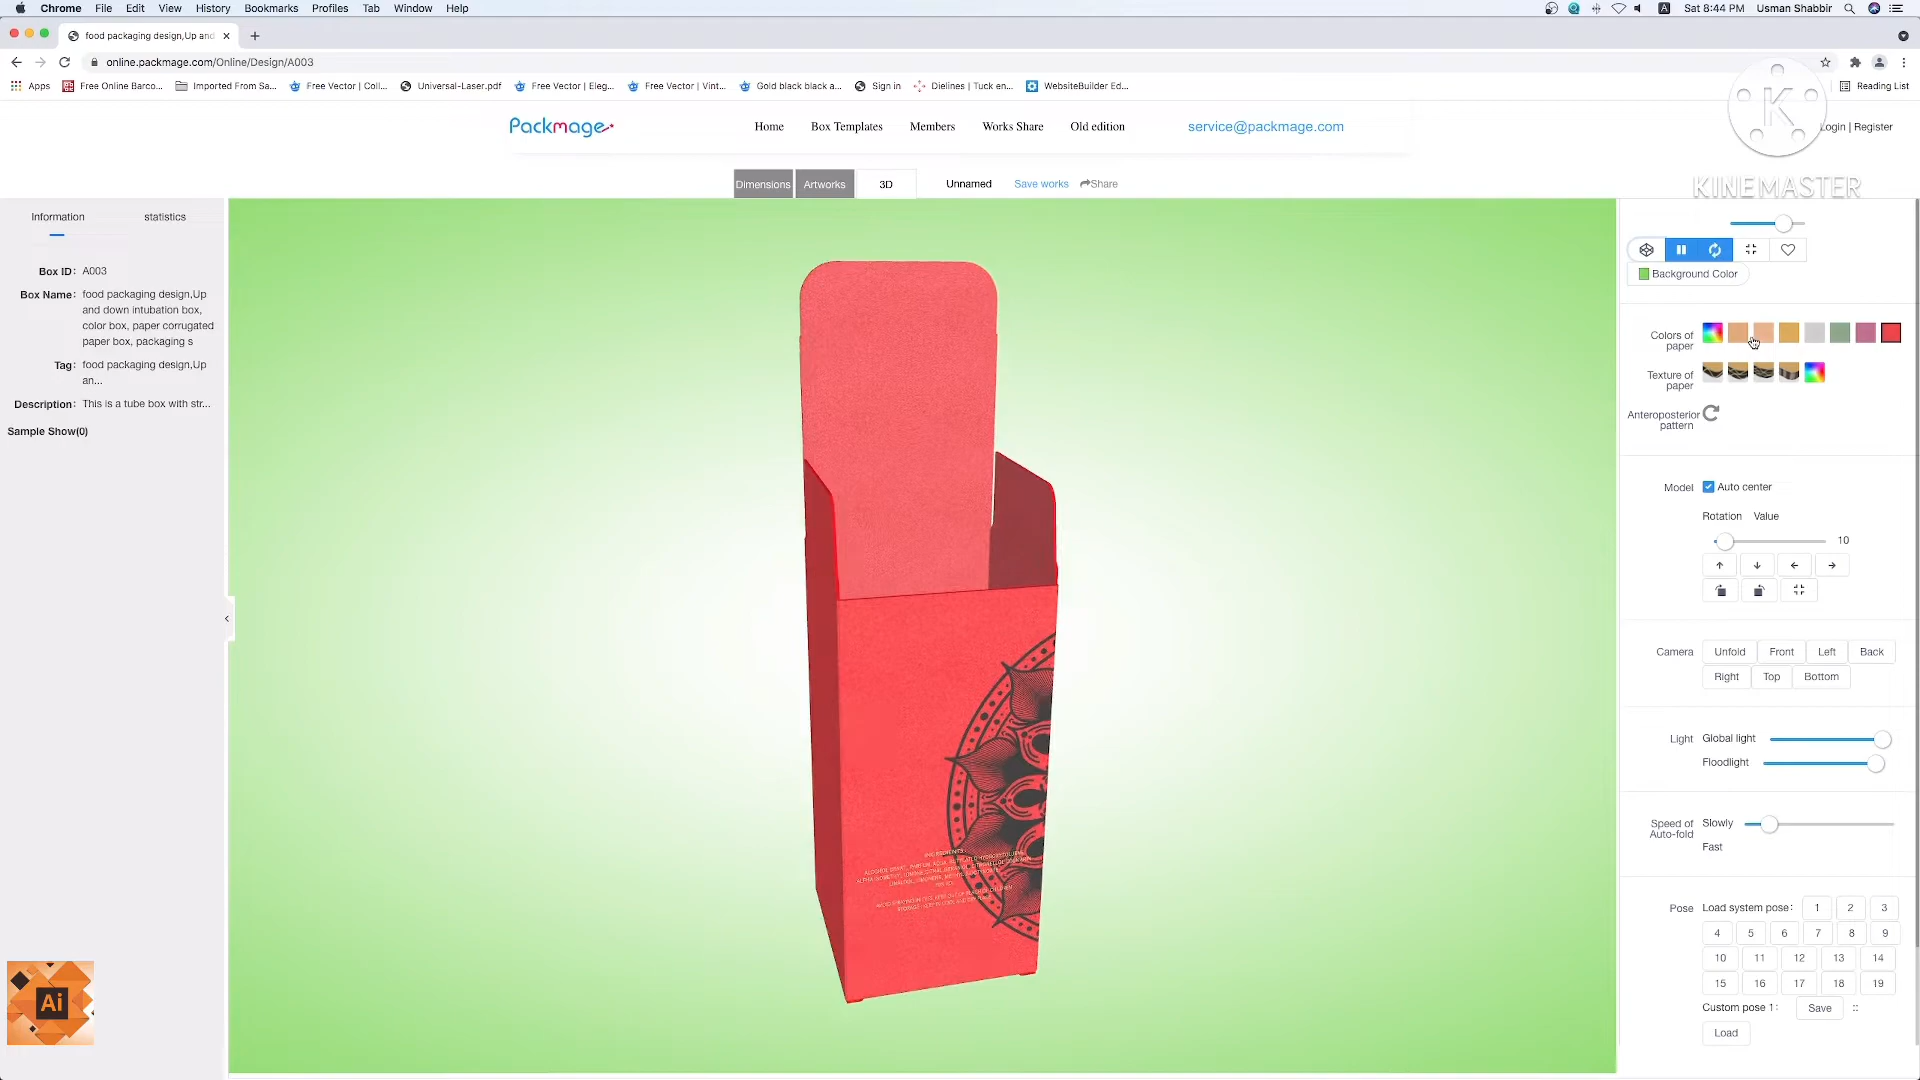 Chrome File Edit View History Bookmarks Profiles Tab Window Help
A Sat 8:44 PM Usman Shabbir
food packaging design,Up and
online.packmage.com/Online/Design/A003
Apps Free Online Barco... Imported From Sa... Free Vector | Coll... Universal-Laser.pdf Free Vector | Eleg... Free Vector | Vint... Gold black black a... Sign in Dielines | Tuck en... WebsiteBuilder Ed... Reading List
Packmage Home Box Templates Members Works Share Old edition service@packmage.com Login | Register
K
KINEMASTER
Dimensions Artworks 3D Unnamed Save works Share
Information statistics
Box ID: A003
Box Name: food packaging design,Up
and down intubation box,
color box, paper corrugated
paper box, packaging s
Tag: food packaging design,Up
an...
Description: This is a tube box with str...
Sample Show(0)
Ai
INGREDIENTS:
Background Color
Colors of
paper
Texture of
paper
Anteroposterior
pattern
Model Auto center
Rotation Value
10
Camera Unfold Front Left Back
Right Top Bottom
Light Global light
Floodlight
Speed of
Auto-fold
Slowly
Fast
Pose Load system pose: 1 2 3
4 5 6 7 8 9
10 11 12 13 14
15 16 17 18 19
Custom pose 1: Save ::
Load